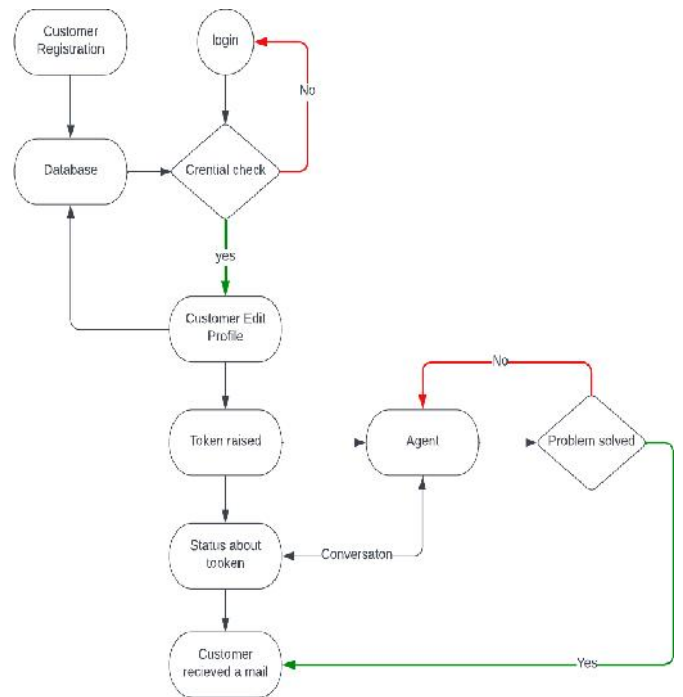 Customer
Registration
login
No
Database
Crential check
yes
Customer Edit
Profile
No
Token raised
Agent
Problem solved
Status about
tooken
Conversaton
Customer
recieved a mail
Yes